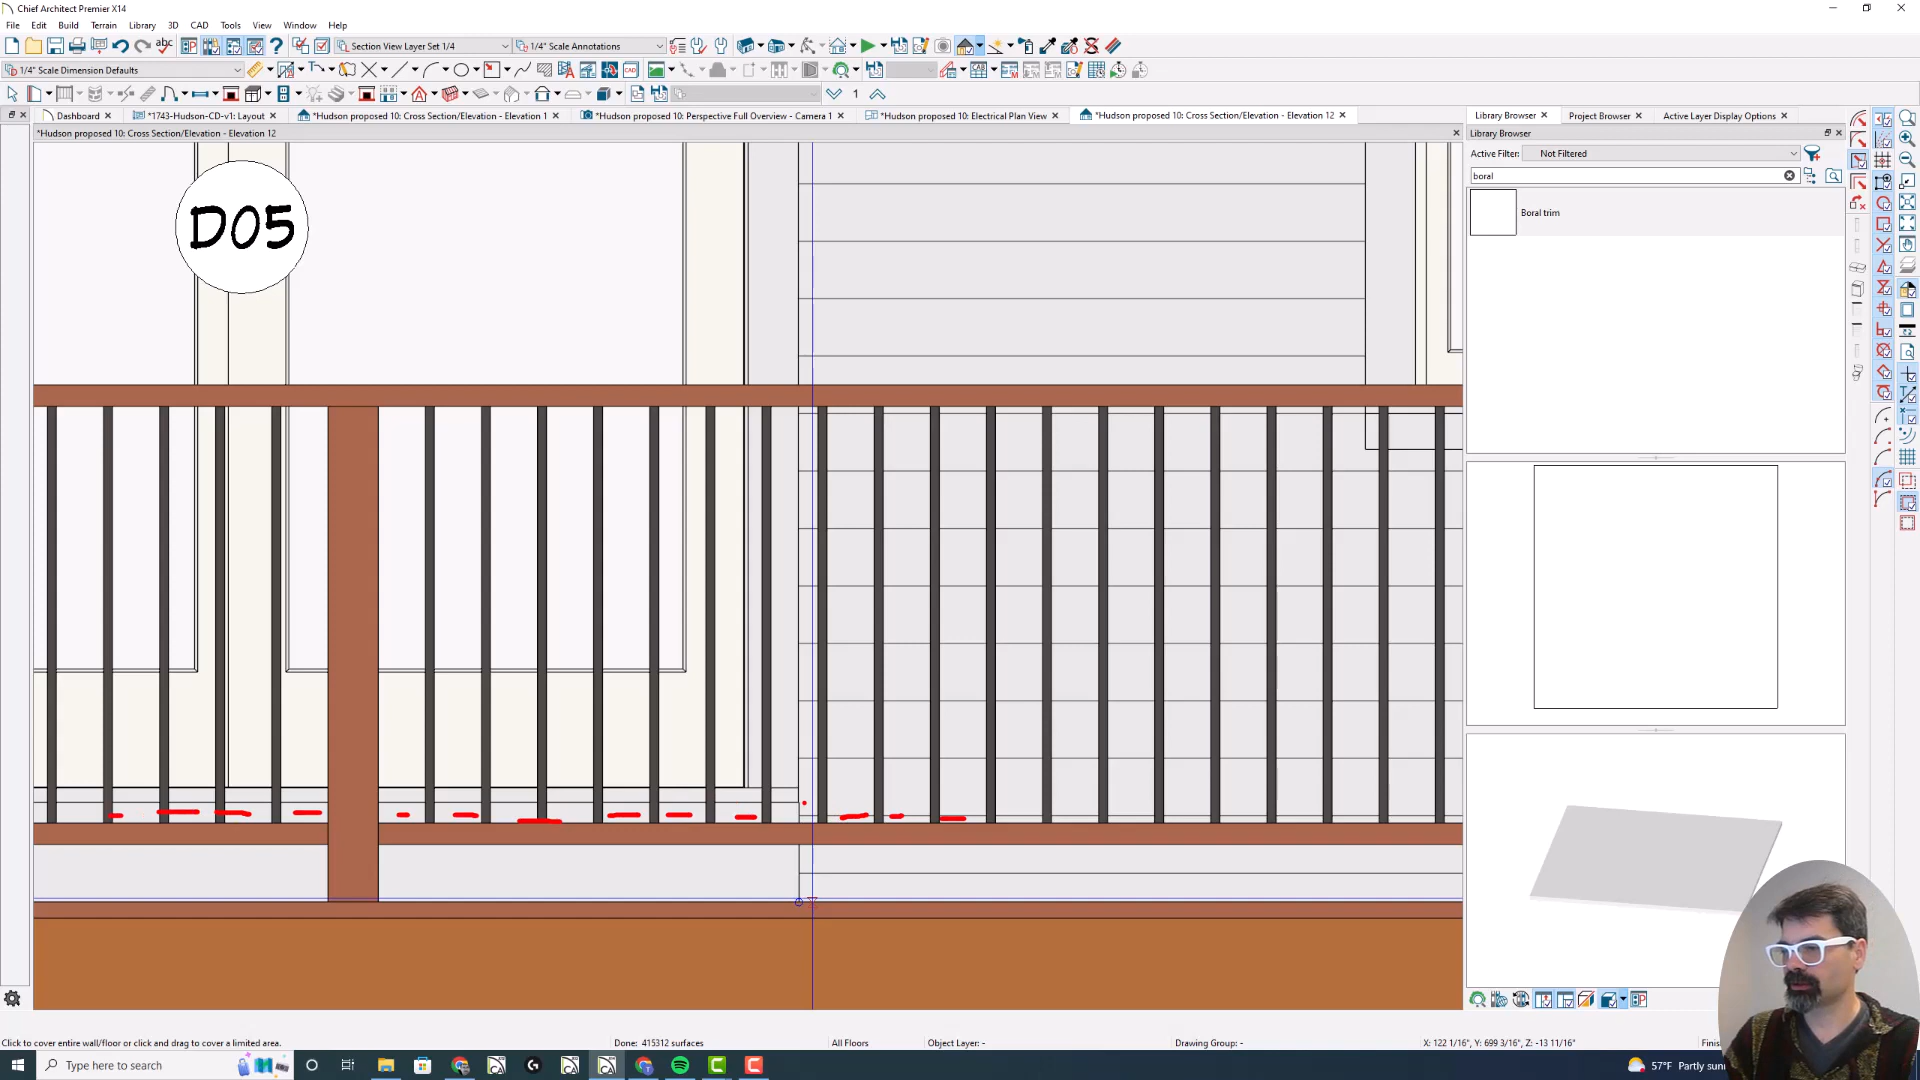 Chief Architect Premier X14
File Edit Build Terrain Library 3D CAD Tools View Window Help
abc Section View Layer Set 1/4" 1/4" Scale Annotations
1/4" Scale Dimension Defaults
1
Dashboard *1743-Hudson-CD-v1: Layout *Hudson proposed 10: Cross Section/Elevation - Elevation 1 *Hudson proposed 10: Perspective Full Overview - Camera 1 *Hudson proposed 10: Electrical Plan View *Hudson proposed 10: Cross Section/Elevation - Elevation 12 Library Browser Project Browser Active Layer Display Options
*Hudson proposed 10: Cross Section/Elevation - Elevation 12 Library Browser
Active Filter: Not Filtered
boral
Boral trim
D05
Click to cover entire wall/floor or click and drag to cover a limited area. Done: 415312 surfaces All Floors Object Layer: - Drawing Group: - X: 122 1/16", Y: 699 3/16", Z: -13 11/16"
Type here to search 57°F Partly